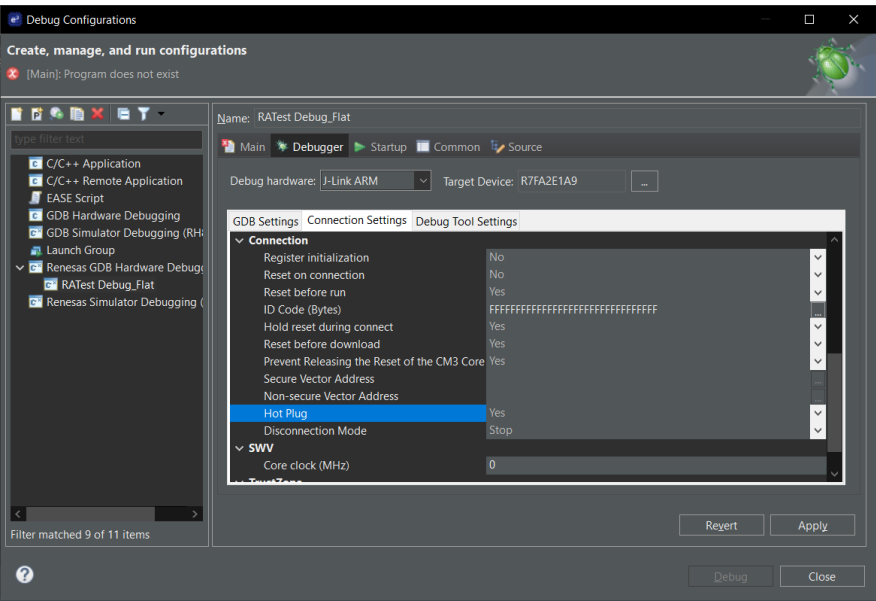 Debug Configurations
Create, manage, and run configurations
[Main]: Program does not exist
type filter text
C/C++ Application
C/C++ Remote Application
EASE Script
GDB Hardware Debugging
GDB Simulator Debugging (RH
Launch Group
Renesas GDB Hardware Debug
RATest Debug_Flat
Renesas Simulator Debugging (
Filter matched 9 of 11 items
Name: RATest Debug_Flat
Main Debugger Startup Common Source
Debug hardware: J-Link ARM Target Device: R7FA2E1A9 ...
GDB Settings Connection Settings Debug Tool Settings
Connection
Register initialization No
Reset on connection No
Reset before run Yes
ID Code (Bytes) FFFFFFFFFFFFFFFFFFFFFFFFFFFFFFFF ...
Hold reset during connect Yes
Reset before download Yes
Prevent Releasing the Reset of the CM3 Core Yes
Secure Vector Address ...
Non-secure Vector Address ...
Hot Plug Yes
Disconnection Mode Stop
SWV
Core clock (MHz) 0
TrustZone
Revert Apply
Debug Close